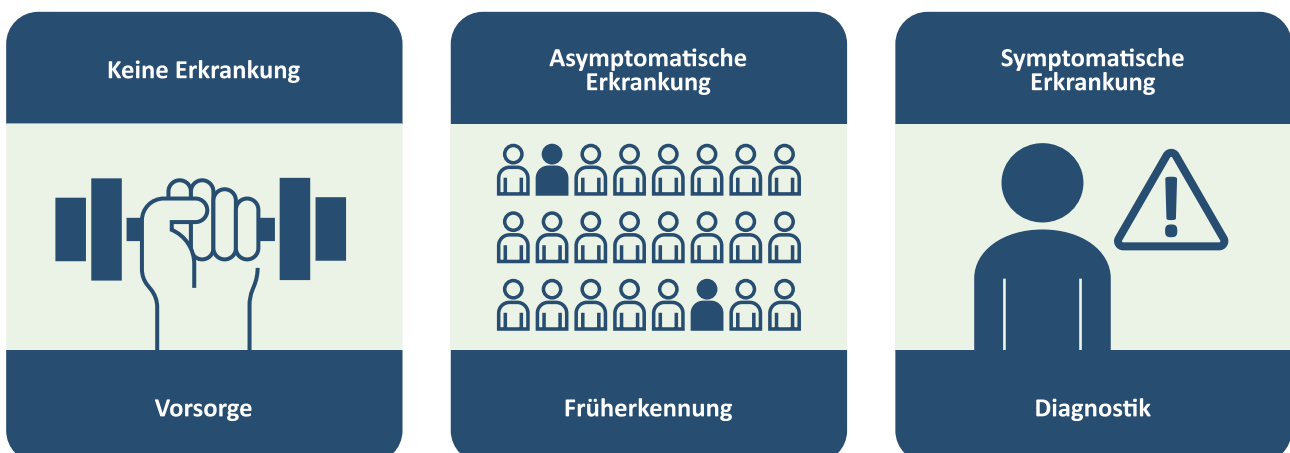 Keine Erkrankung
Asymptomatische
Erkrankung
Symptomatische
Erkrankung
Vorsorge
Früherkennung
Diagnostik